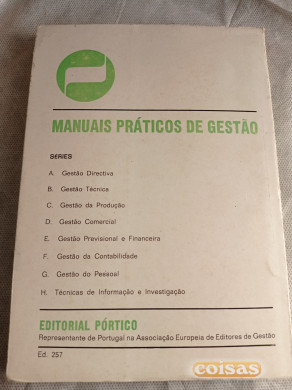 MANUAIS PRÁTICOS DE GESTÃO
SÉRIES
A. Gestão Directiva
B. Gestão Técnica
C. Gestão da Produção
D. Gestão Comercial
E. Gestão Previsional e Financeira
F. Gestão da Contabilidade
G. Gestão do Pessoal
H. Técnicas de Informação e Investigação
EDITORIAL PÓRTICO
Representante de Portugal na Associação Europeia de Editores de Gestão
Ed. 257
coisas